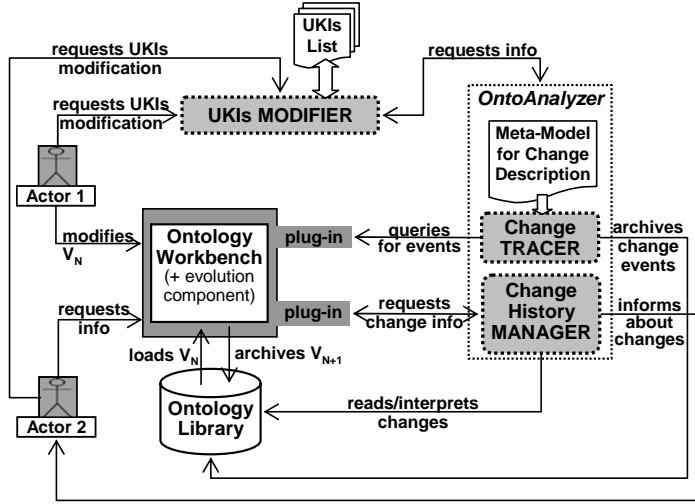 requests UKIs
modification
UKIs
List
requests info
requests UKIs
modification
UKIs MODIFIER
OntoAnalyzer
Meta-Model
for Change
Description
Actor 1
modifies
VN
Ontology
Workbench
(+ evolution
component)
plug-in
queries
for events
Change
TRACER
archives
change
events
requests
info
plug-in
requests
change info
Change
History
MANAGER
informs
about
changes
loads VN
archives VN+1
Actor 2
Ontology
Library
reads/interprets
changes